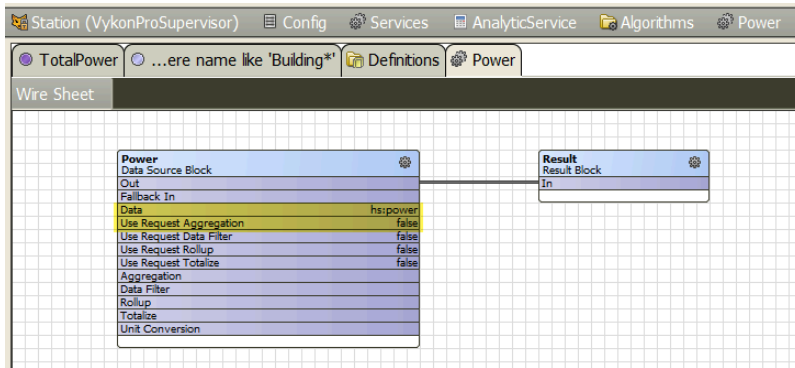 Station (VykonProSupervisor) Config Services AnalyticService Algorithms Power
TotalPower ...ere name like 'Building*' Definitions Power
Wire Sheet
Power
Data Source Block
Out
Fallback In
Data hs:power
Use Request Aggregation false
Use Request Data Filter false
Use Request Rollup false
Use Request Totalize false
Aggregation
Data Filter
Rollup
Totalize
Unit Conversion
Result
Result Block
In